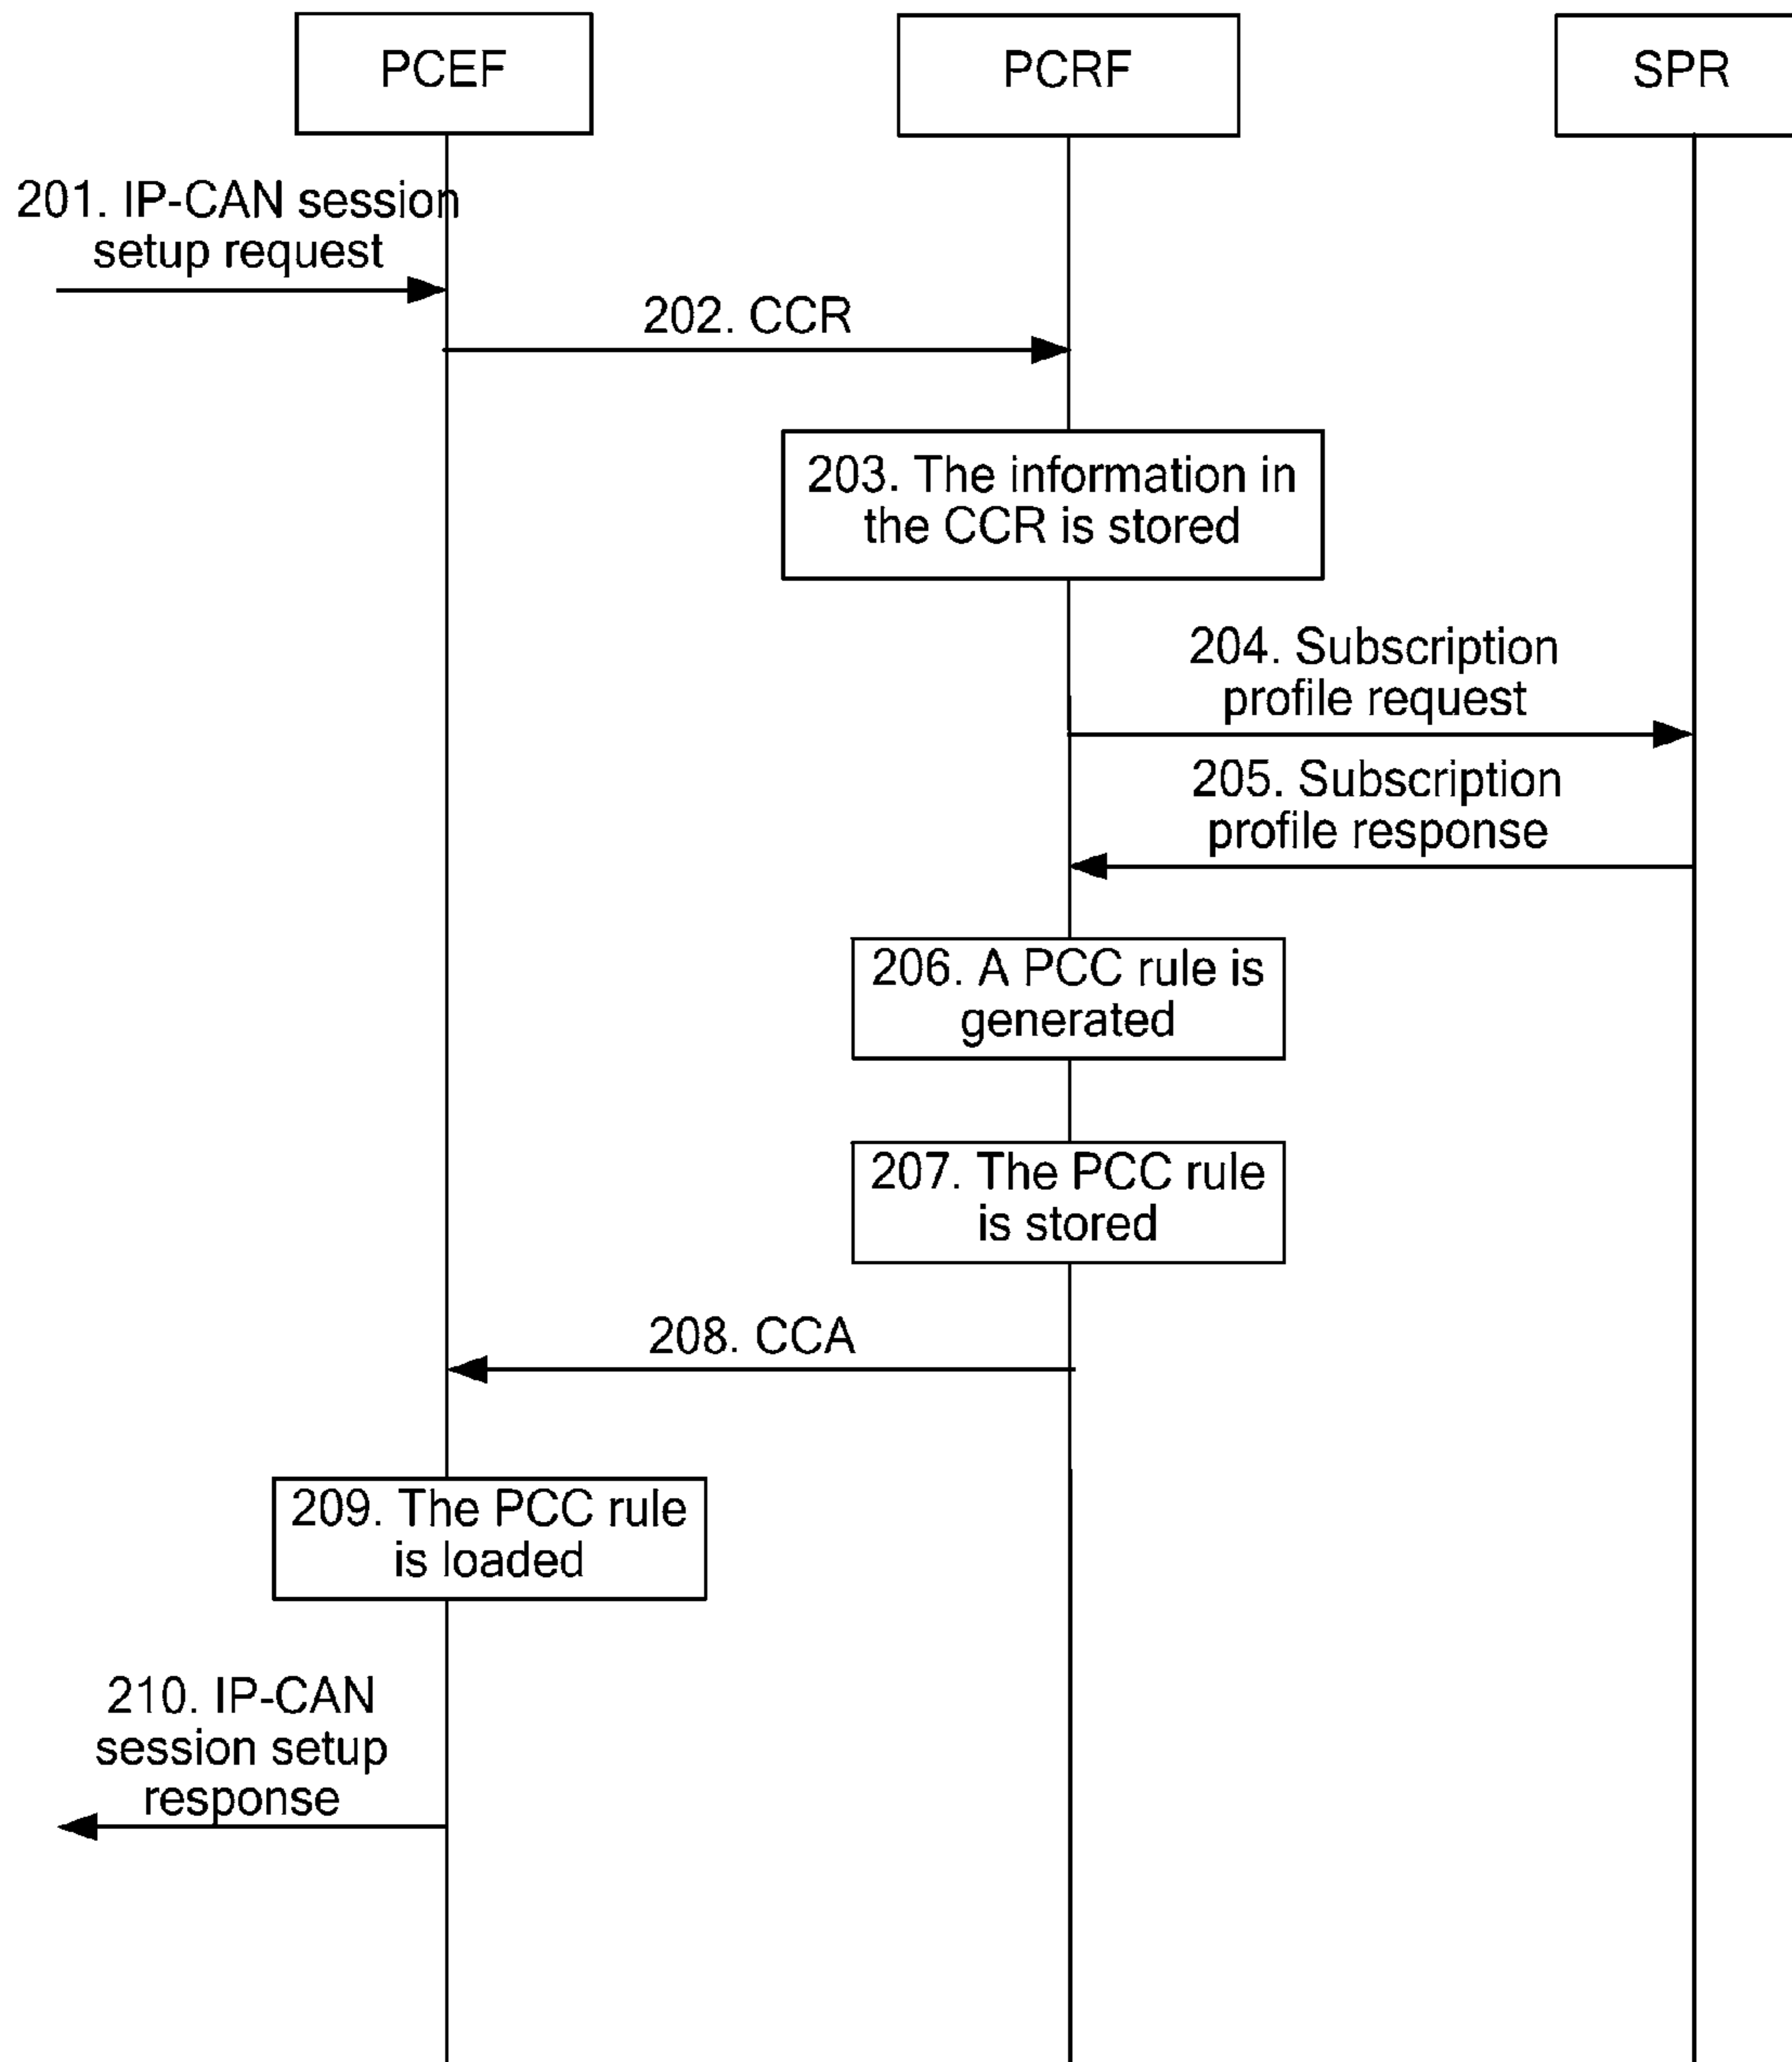 PCEF
PCRF
SPR
201. IP-CAN session
setup request
202. CCR
203. The information in
the CCR is stored
204. Subscription
profile request
205. Subscription
profile response
206. A PCC rule is
generated
207. The PCC rule
is stored
208. CCA
209. The PCC rule
is loaded
210. IP-CAN
session setup
response